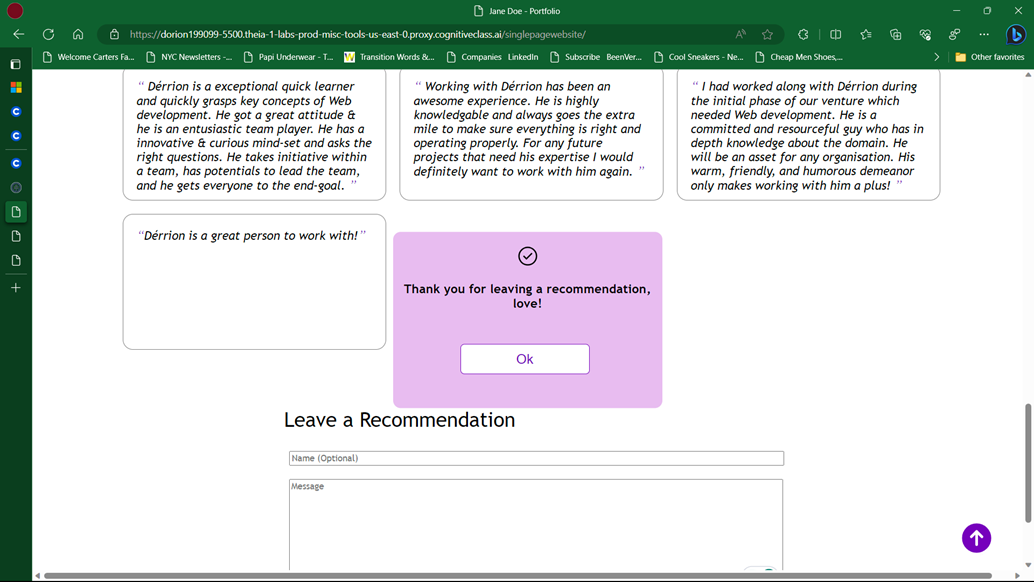 Jane Doe - Portfolio
https://dorion199099-5500.theia-1-labs-prod-misc-tools-us-east-0.proxy.cognitiveclass.ai/singlepagewebsite/
Welcome Carters Fa... NYC Newsletters -... Papi Underwear - T... Transition Words &... Companies LinkedIn Subscribe BeenVer... Cool Sneakers - Ne... Cheap Men Shoes,... Other favorites
“ Dérrion is a exceptional quick learner
and quickly grasps key concepts of Web
development. He got a great attitude &
he is an entusiastic team player. He has a
innovative & curious mind-set and asks the
right questions. He takes initiative within
a team, has potentials to lead the team,
and he gets everyone to the end-goal. ”
“ Working with Dérrion has been an
awesome experience. He is highly
knowledgable and always goes the extra
mile to make sure everything is right and
operating properly. For any future
projects that need his expertise I would
definitely want to work with him again. ”
“ I had worked along with Dérrion during
the initial phase of our venture which
needed Web development. He is a
committed and resourceful guy who has in
depth knowledge about the domain. He
will be an asset for any organisation. His
warm, friendly, and humorous demeanor
only makes working with him a plus! ”
“Dérrion is a great person to work with!”
Thank you for leaving a recommendation,
love!
Ok
Leave a Recommendation
Name (Optional)
Message